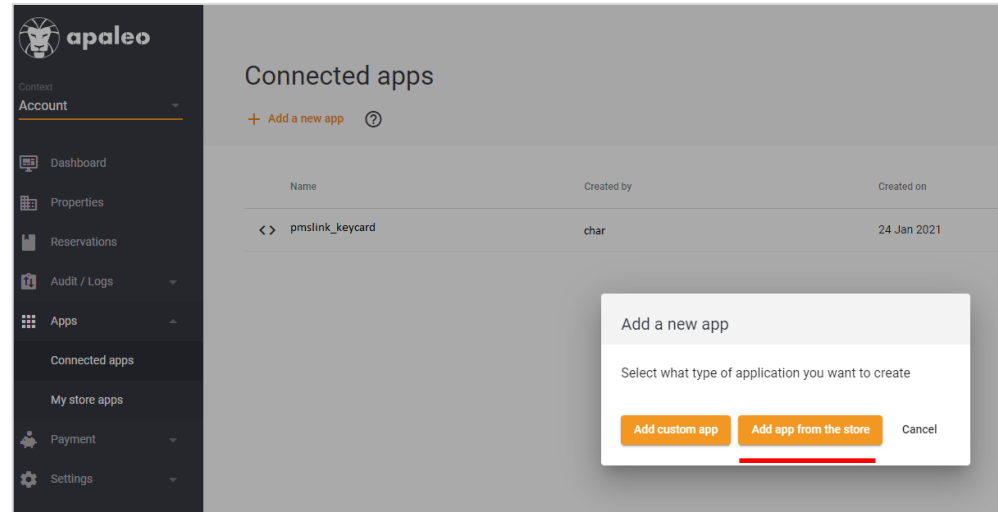 apaleo
Context
Account
Dashboard
Properties
Reservations
Audit / Logs
Apps
Connected apps
My store apps
Payment
Settings
Connected apps
+ Add a new app ?
Name Created by Created on
<> pmslink_keycard char 24 Jan 2021
Add a new app
Select what type of application you want to create
Add custom app Add app from the store Cancel